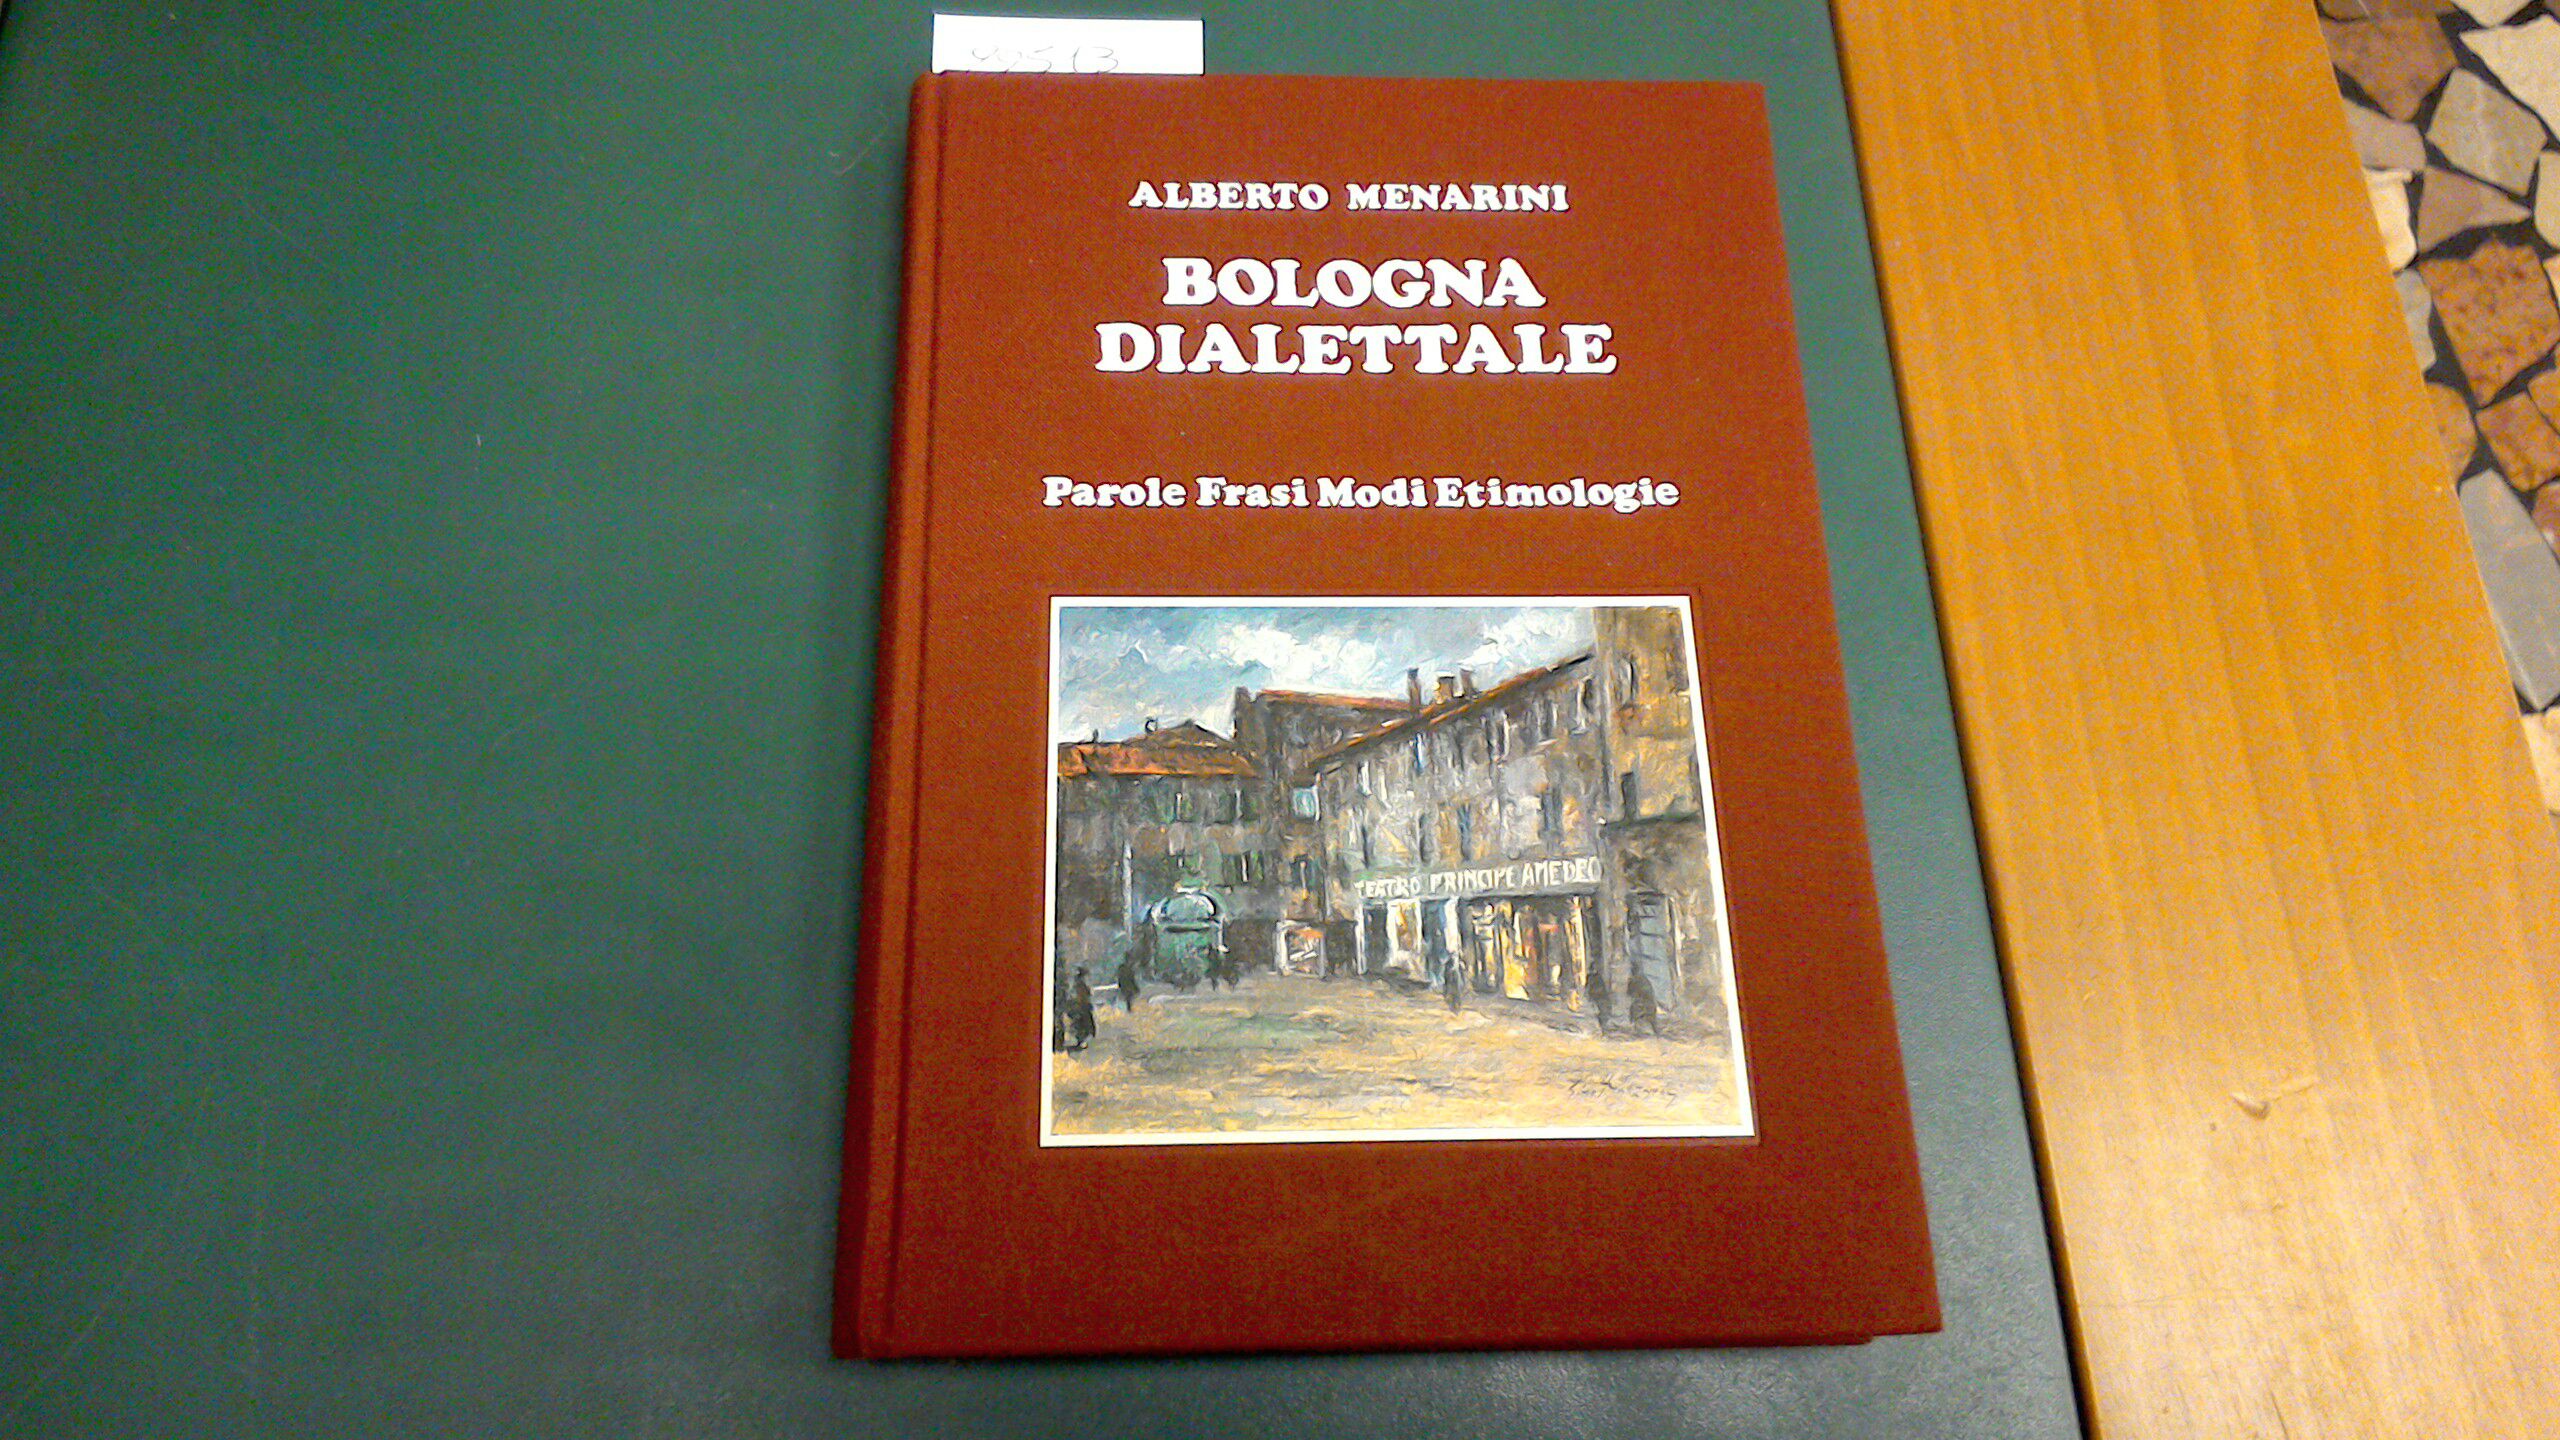 ALBERTO MENARINI
BOLOGNA
DIALETTALE
Parole Frasi Modi Etimologie
TEATRO PRINCIPE AMEDEO